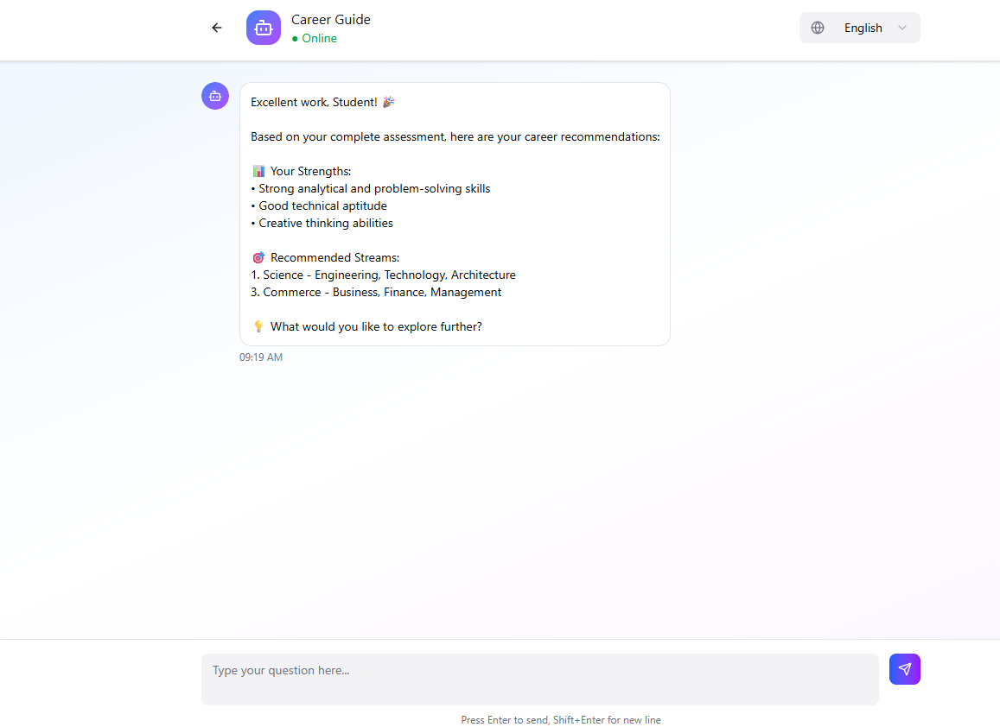 Career Guide
● Online
English
Excellent work, Student! 🎉
Based on your complete assessment, here are your career recommendations:
📊 Your Strengths:
• Strong analytical and problem-solving skills
• Good technical aptitude
• Creative thinking abilities
🎯 Recommended Streams:
1. Science - Engineering, Technology, Architecture
3. Commerce - Business, Finance, Management
💡 What would you like to explore further?
09:19 AM
Type your question here...
Press Enter to send, Shift+Enter for new line